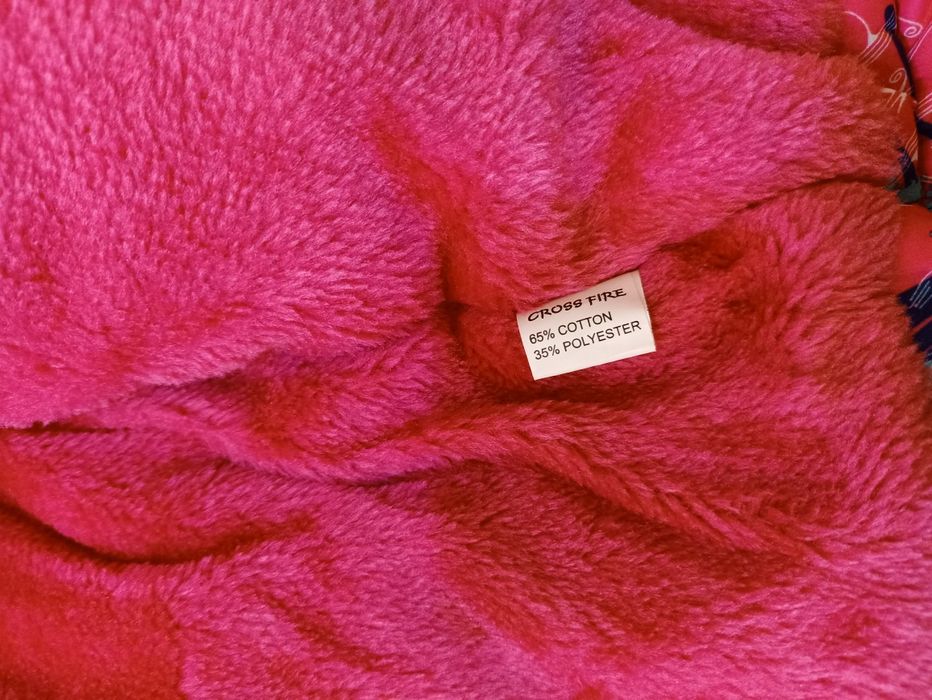 CROSS FIRE
65% COTTON
35% POLYESTER